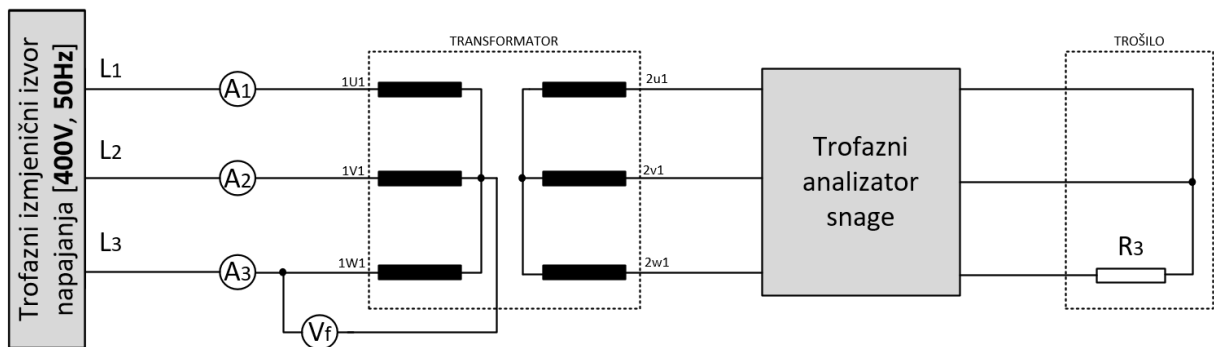 Trofazni izmjenični izvor
napajanja [400V, 50Hz]
L1
L2
L3
A1
A2
A3
Vf
TRANSFORMATOR
1U1
1V1
1W1
2u1
2v1
2w1
Trofazni
analizator
snage
TROŠILO
R3